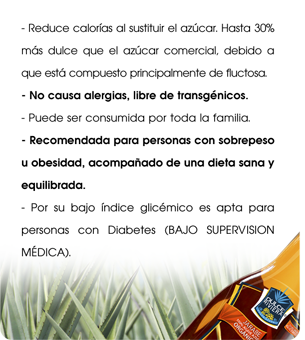 - Reduce calorías al sustituir el azúcar. Hasta 30%
más dulce que el azúcar comercial, debido a
que está compuesto principalmente de fluctosa.
- No causa alergias, libre de transgénicos.
- Puede ser consumida por toda la familia.
- Recomendada para personas con sobrepeso
u obesidad, acompañado de una dieta sana y
equilibrada.
- Por su bajo índice glicémico es apta para
personas con Diabetes (BAJO SUPERVISION
MÉDICA).
DULCE
RIVIERA